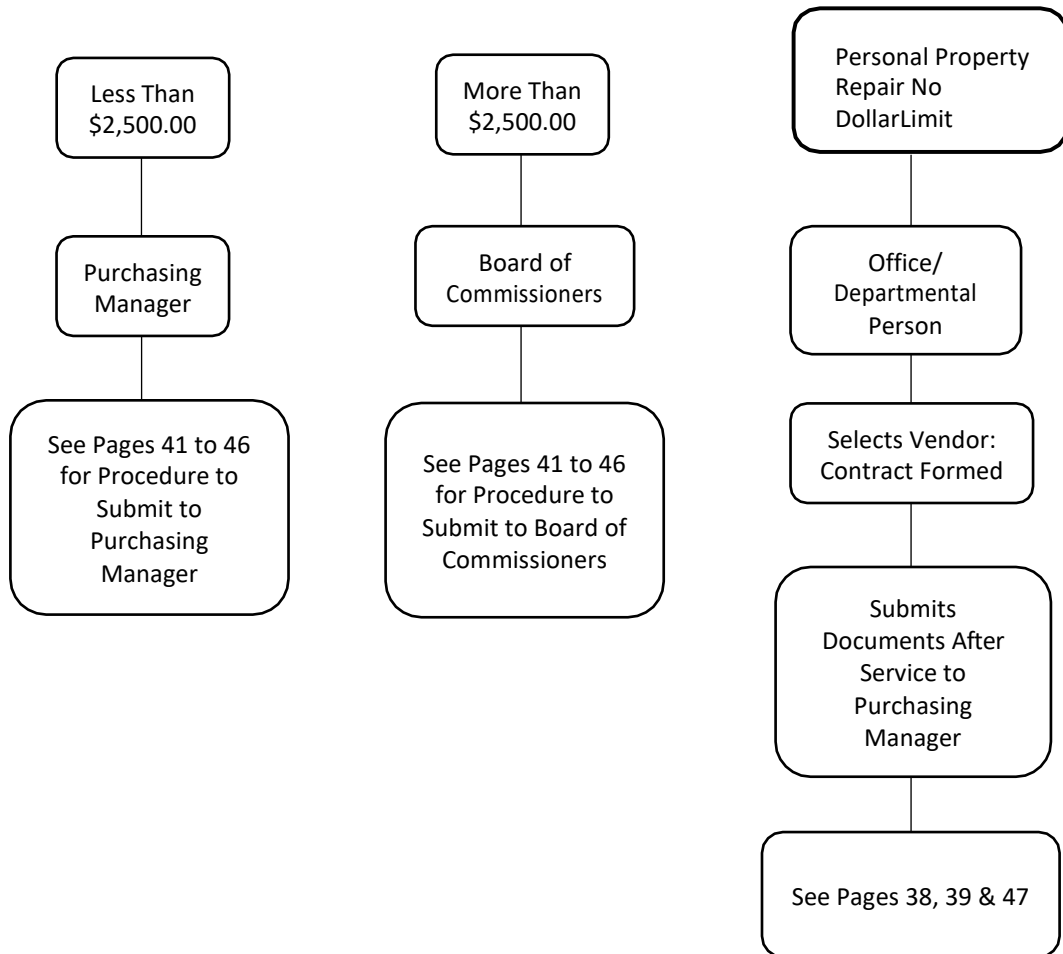 Less Than
$2,500.00
Purchasing
Manager
See Pages 41 to 46
for Procedure to
Submit to
Purchasing
Manager
More Than
$2,500.00
Board of
Commissioners
See Pages 41 to 46
for Procedure to
Submit to Board of
Commissioners
Personal Property
Repair No
DollarLimit
Office/
Departmental
Person
Selects Vendor:
Contract Formed
Submits
Documents After
Service to
Purchasing
Manager
See Pages 38, 39 & 47